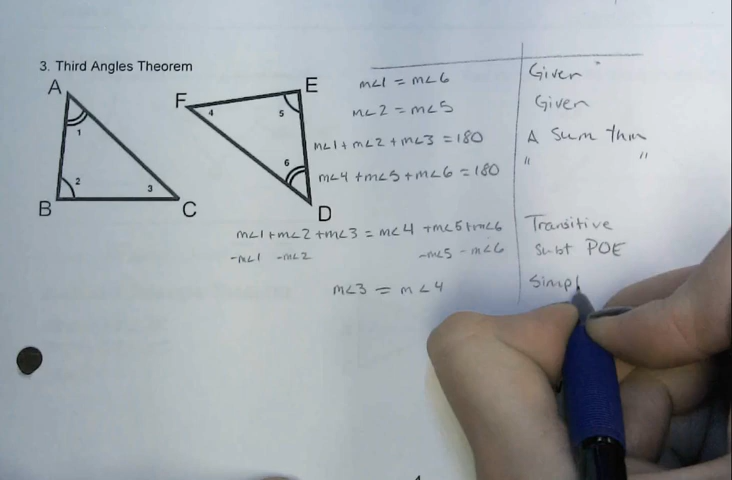 3. Third Angles Theorem
A
1
2
3
B
C
F
4
E
5
6
D
m∠1 = m∠6 Given
m∠2 = m∠5 Given
m∠1 + m∠2 + m∠3 = 180 Δ Sum thm
m∠4 + m∠5 + m∠6 = 180 " "
m∠1 + m∠2 + m∠3 = m∠4 + m∠5 + m∠6 Transitive
-m∠1 -m∠2 -m∠5 - m∠6 Subt POE
m∠3 = m∠4 Simpl